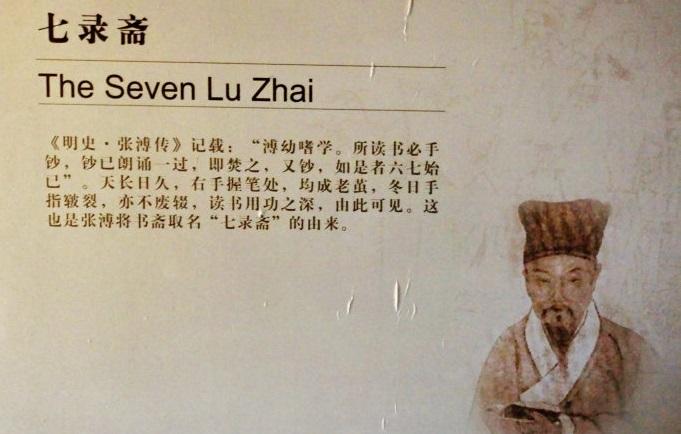 七录斋
The Seven Lu Zhai
《明史·张溥传》记载：“溥幼嗜学。所读书必手
钞，钞已朗诵一过，即焚之，又钞，如是者六七始
已”。天长日久，右手握笔处，均成老茧，冬日手
指皲裂，亦不废辍，读书用功之深，由此可见。这
也是张溥将书斋取名“七录斋”的由来。